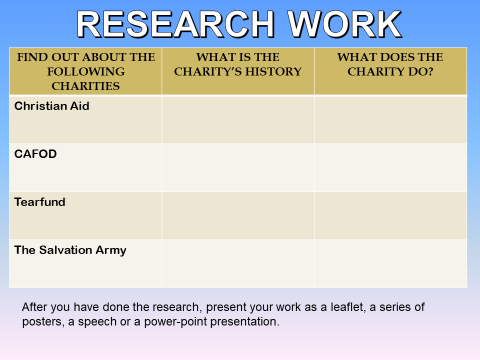 RESEARCH WORK
FIND OUT ABOUT THE
FOLLOWING
CHARITIES
WHAT IS THE
CHARITY'S HISTORY
WHAT DOES THE
CHARITY DO?
Christian Aid
CAFOD
Tearfund
The Salvation Army
After you have done the research, present your work as a leaflet, a series of
posters, a speech or a power-point presentation.